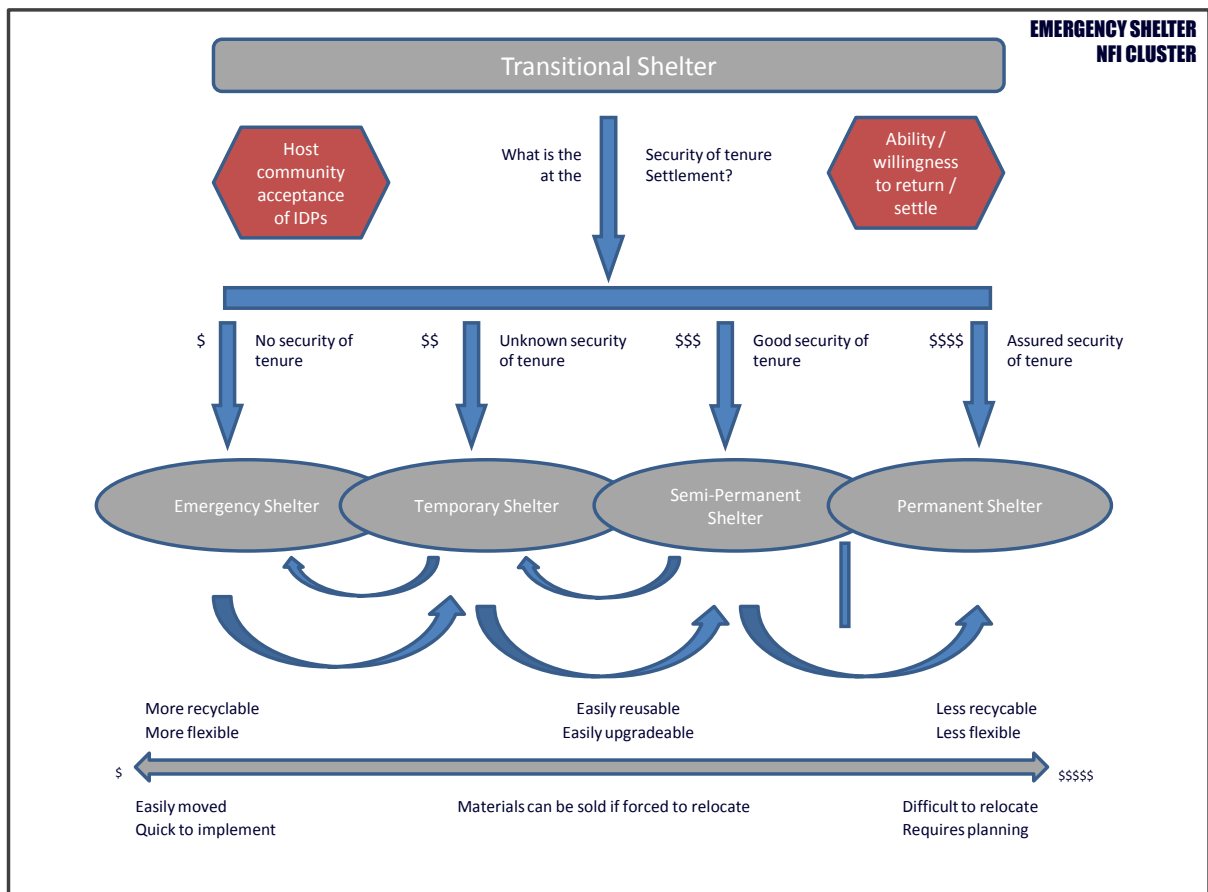 EMERGENCY SHELTER
NFI CLUSTER
Transitional Shelter
Host
community
acceptance
of IDPs
What is the
at the
Security of tenure
Settlement?
Ability /
willingness
to return /
settle
$
No security of
tenure
$$
Unknown security
of tenure
$$$
Good security of
tenure
$$$$
Assured security
of tenure
Emergency Shelter
Temporary Shelter
Semi-Permanent
Shelter
Permanent Shelter
More recyclable
More flexible
Easily reusable
Easily upgradeable
Less recycable
Less flexible
$
$$$$$
Easily moved
Quick to implement
Materials can be sold if forced to relocate
Difficult to relocate
Requires planning